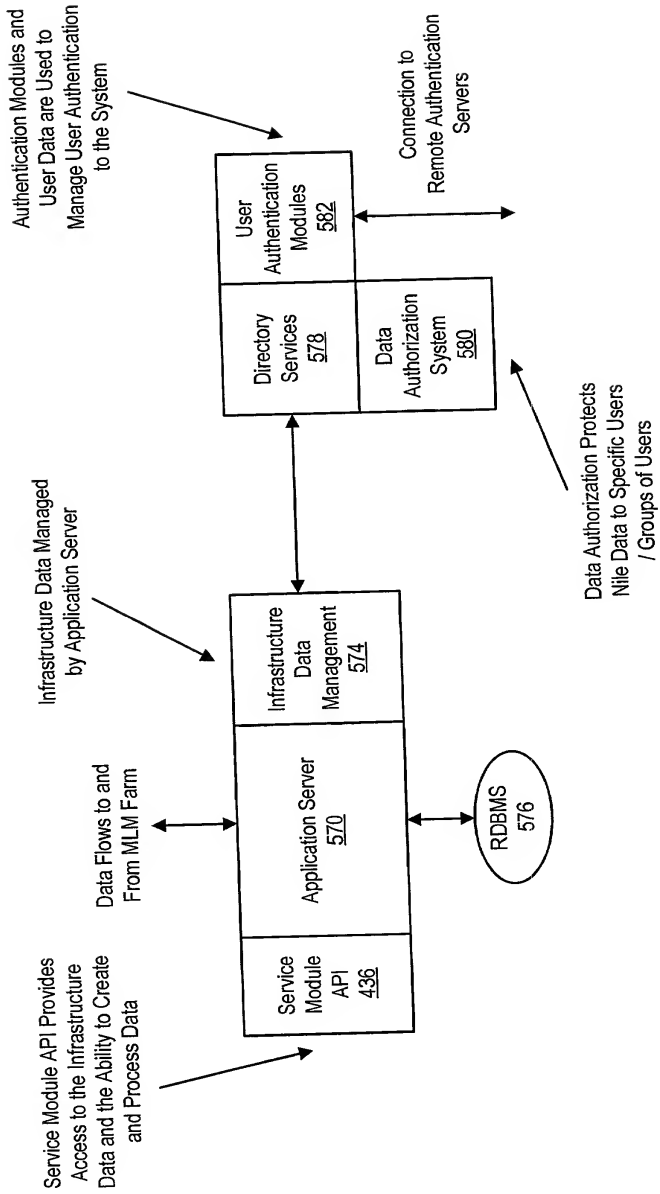 Service Module API Provides
Access to the Infrastructure
Data and the Ability to Create
and Process Data
Data Flows to and
From MLM Farm
Infrastructure Data Managed
by Application Server
Authentication Modules and
User Data are Used to
Manage User Authentication
to the System
Service
Module
API
436
Application Server
570
Infrastructure
Data
Management
574
RDBMS
576
Directory
Services
578
User
Authentication
Modules
582
Data
Authorization
System
580
Connection to
Remote Authentication
Servers
Data Authorization Protects
Nile Data to Specific Users
/ Groups of Users